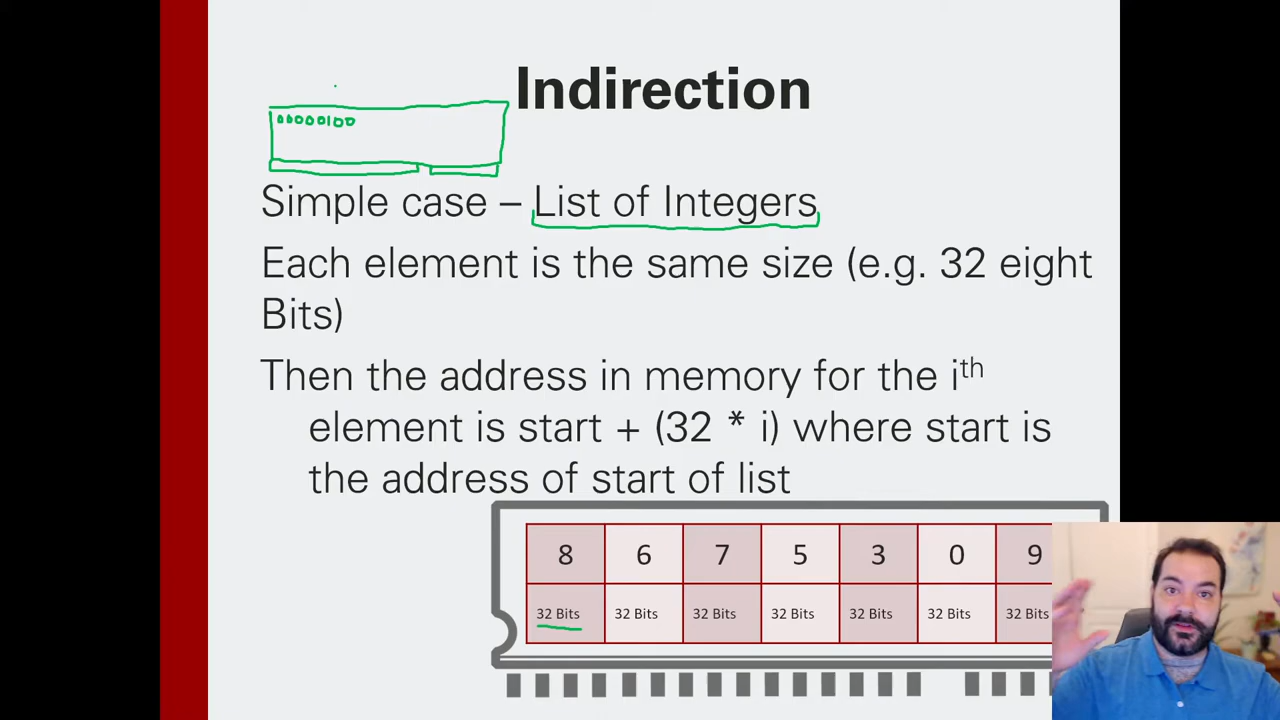 Indirection
00000100
Simple case – List of Integers
Each element is the same size (e.g. 32 eight
Bits)
Then the address in memory for the iᵗʰ
element is start + (32 * i) where start is
the address of start of list
8 6 7 5 3 0 9
32 Bits 32 Bits 32 Bits 32 Bits 32 Bits 32 Bits 32 Bits